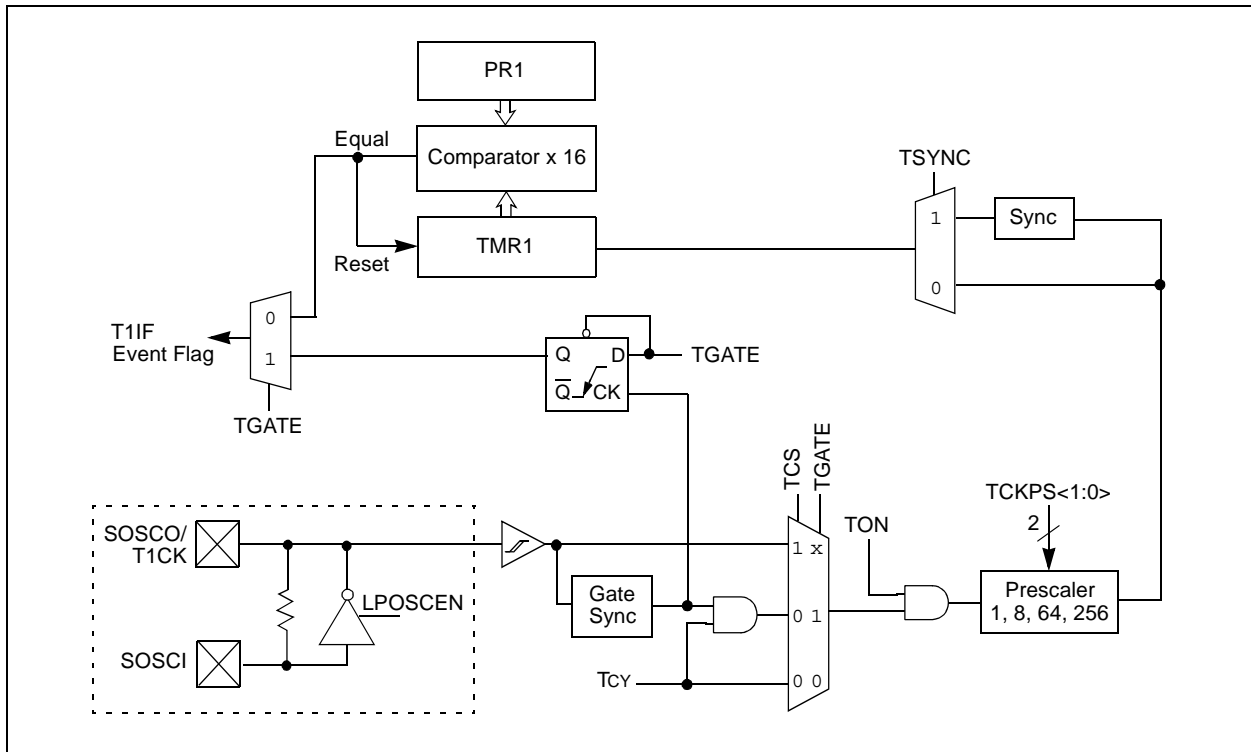 PR1
Equal
Comparator x 16
TSYNC
1
Sync
TMR1
Reset
0
0
T1IF
Event Flag
1
Q
D
TGATE
Q̅
CK
TGATE
TCS
TGATE
TCKPS<1:0>
2
TON
SOSCO/
T1CK
1 x
LPOSCEN
Gate
Sync
0 1
Prescaler
1, 8, 64, 256
SOSCI
TCY
0 0